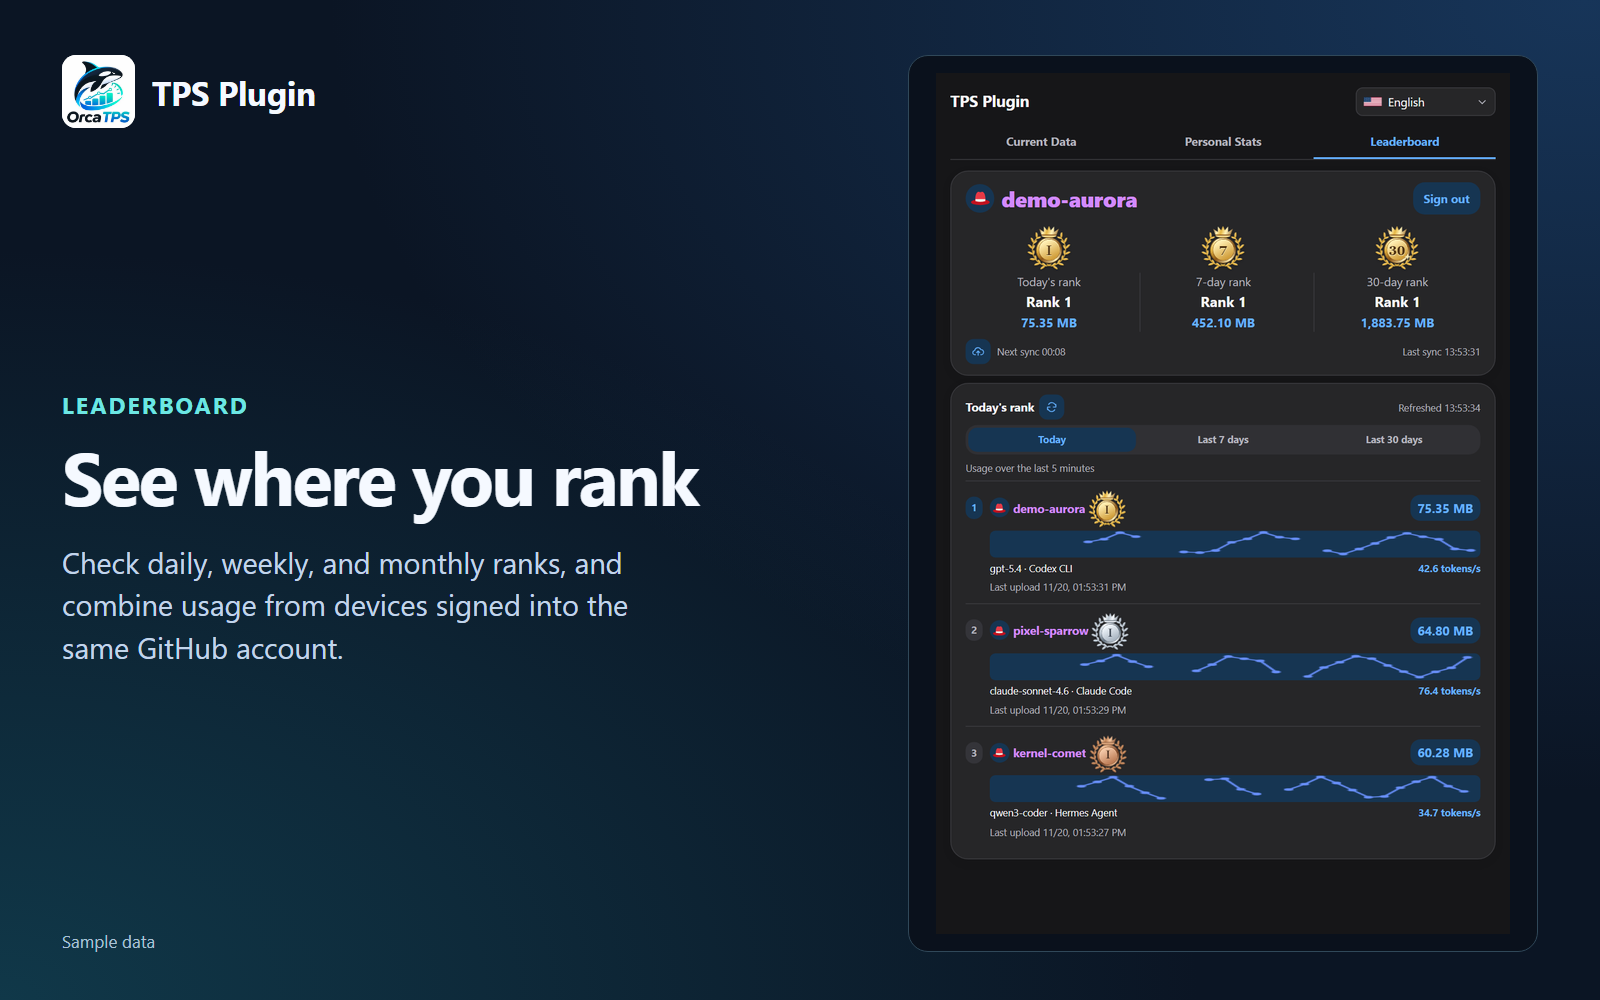 OrcaTPS
TPS Plugin
LEADERBOARD
See where you rank
Check daily, weekly, and monthly ranks, and
combine usage from devices signed into the
same GitHub account.
Sample data
TPS Plugin
English
Current Data
Personal Stats
Leaderboard
demo-aurora
Sign out
I
7
30
Today's rank
7-day rank
30-day rank
Rank 1
Rank 1
Rank 1
75.35 MB
452.10 MB
1,883.75 MB
Next sync 00:08
Last sync 13:53:31
Today's rank
Refreshed 13:53:34
Today
Last 7 days
Last 30 days
Usage over the last 5 minutes
1
demo-aurora
I
75.35 MB
gpt-5.4 · Codex CLI
42.6 tokens/s
Last upload 11/20, 01:53:31 PM
2
pixel-sparrow
I
64.80 MB
claude-sonnet-4.6 · Claude Code
76.4 tokens/s
Last upload 11/20, 01:53:29 PM
3
kernel-comet
I
60.28 MB
qwen3-coder · Hermes Agent
34.7 tokens/s
Last upload 11/20, 01:53:27 PM